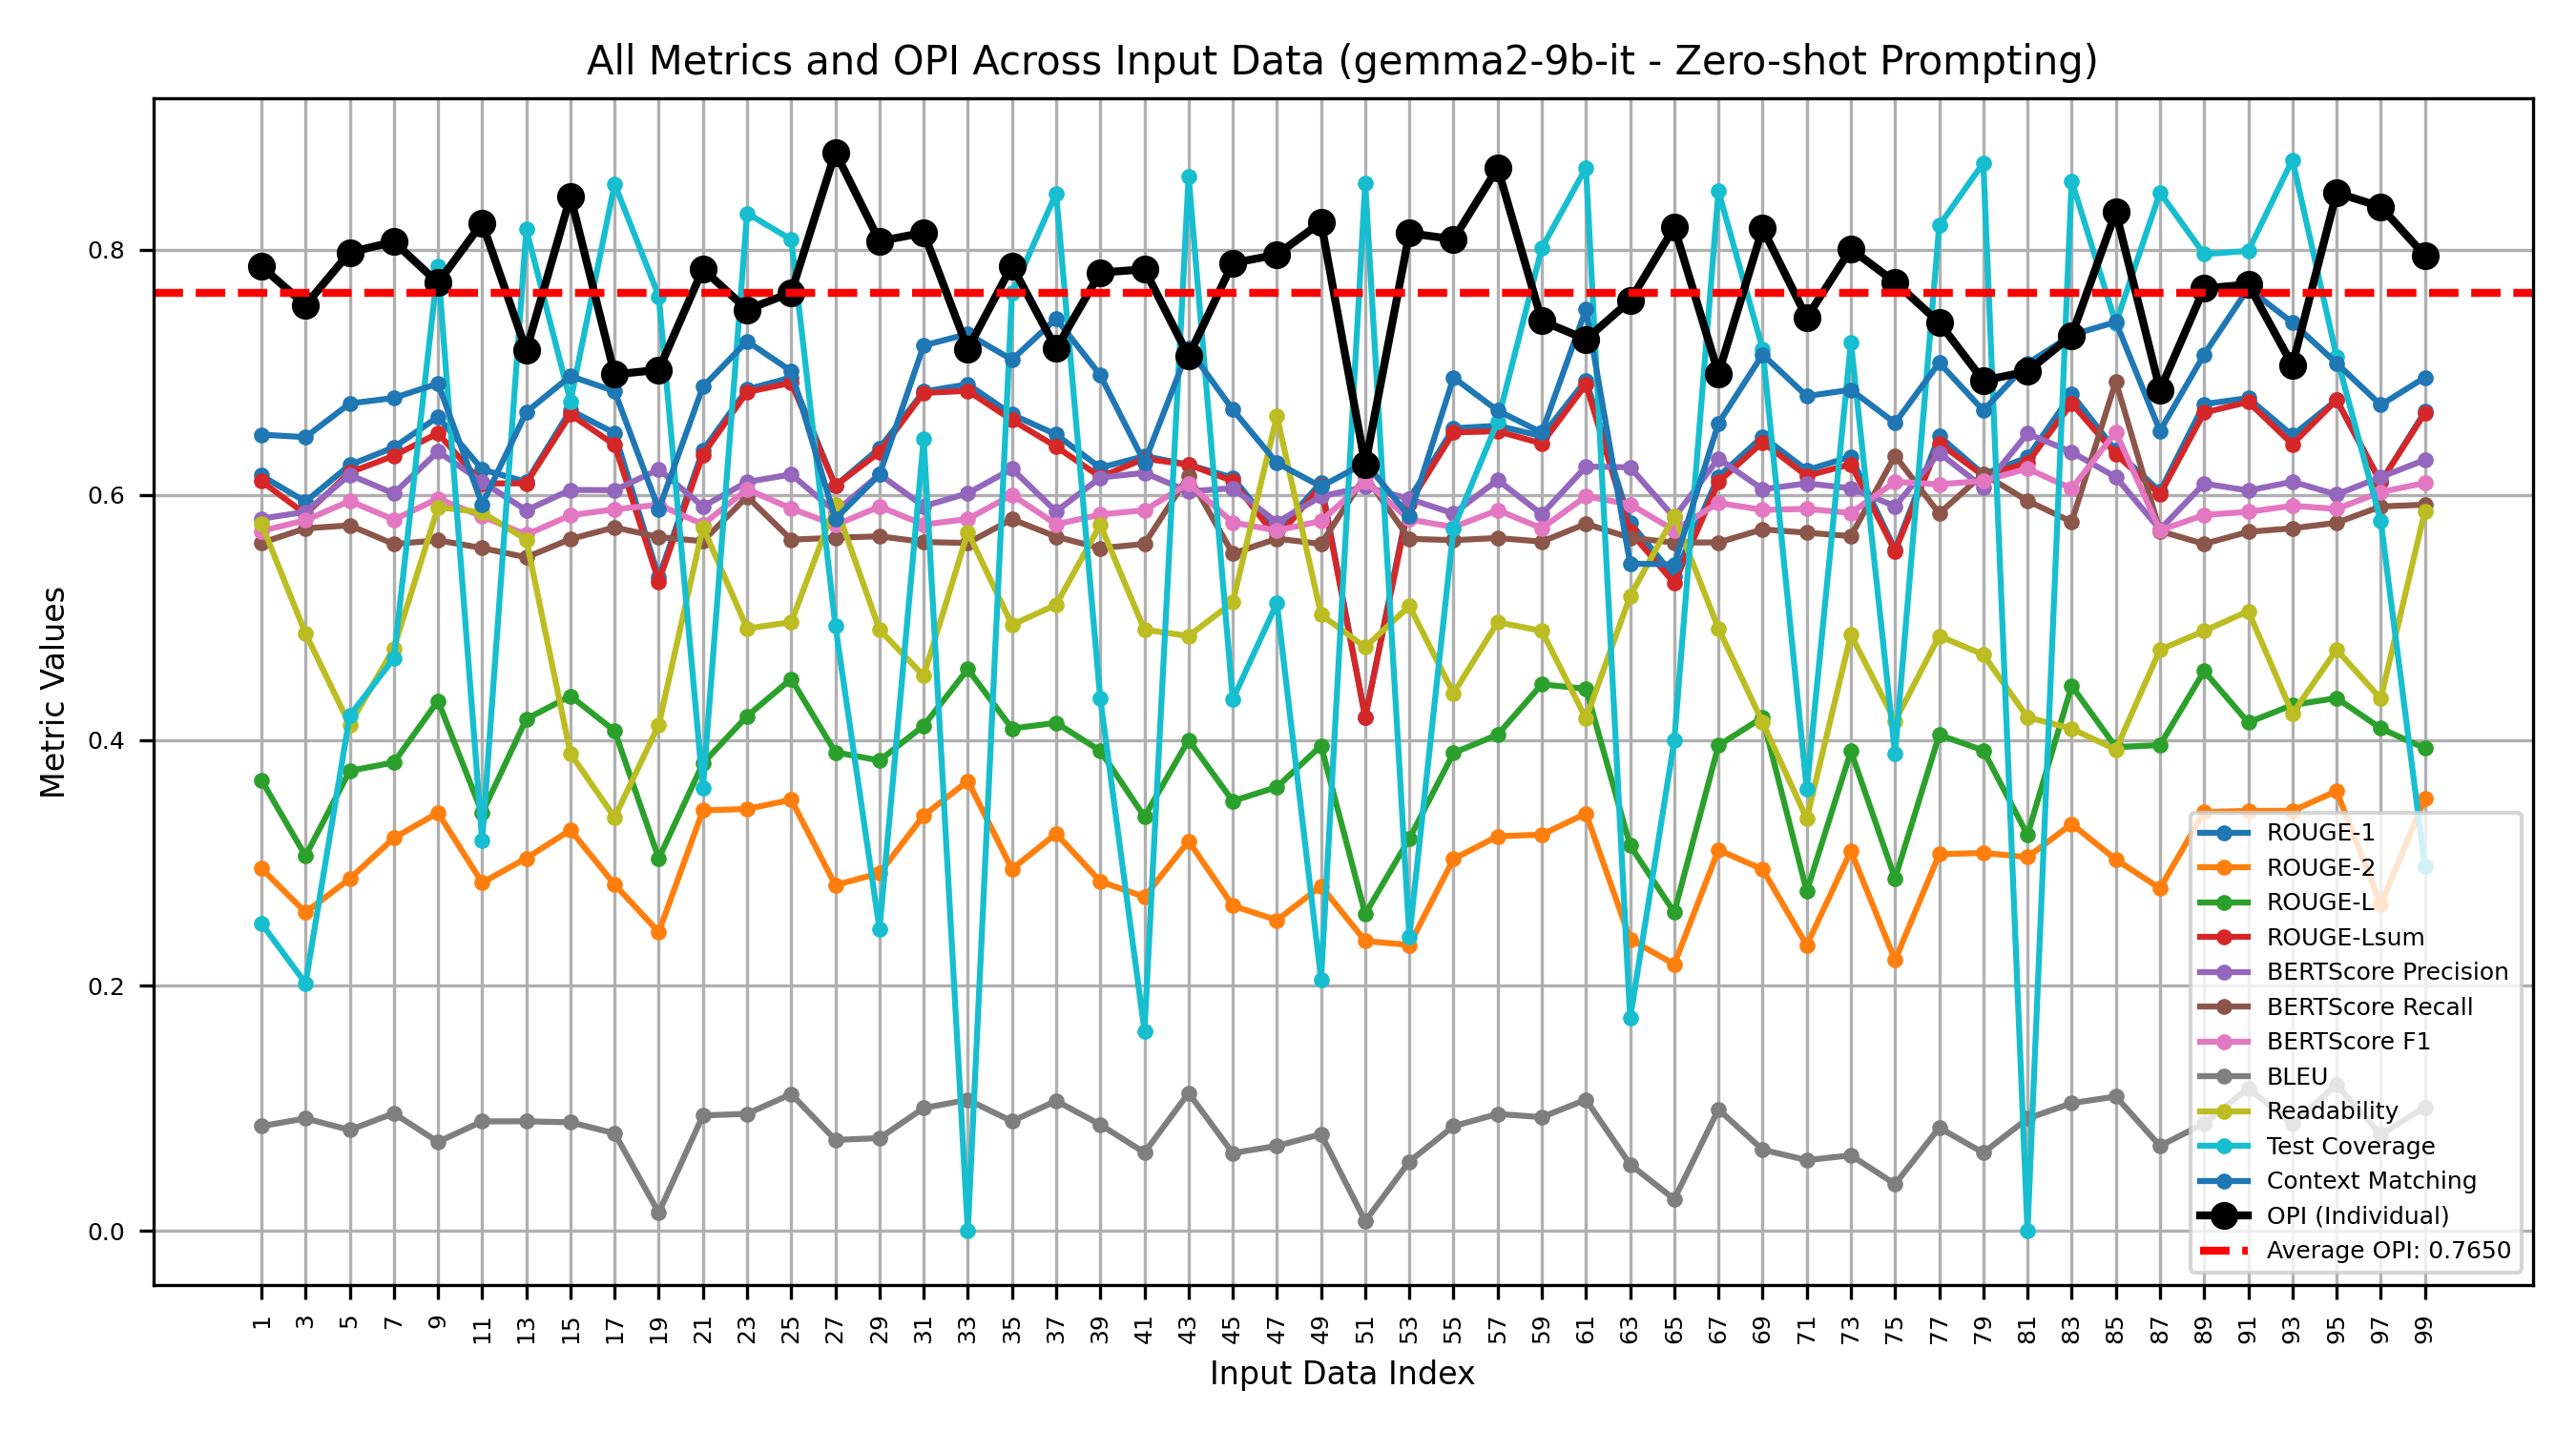 All Metrics and OPI Across Input Data (gemma2-9b-it - Zero-shot Prompting)
Metric Values
0.8
0.6
0.4
0.2
0.0
ROUGE-1
ROUGE-2
ROUGE-L
ROUGE-Lsum
BERTScore Precision
BERTScore Recall
BERTScore F1
BLEU
Readability
Test Coverage
Context Matching
OPI (Individual)
Average OPI: 0.7650
1 3 5 7 9 11 13 15 17 19 21 23 25 27 29 31 33 35 37 39 41 43 45 47 49 51 53 55 57 59 61 63 65 67 69 71 73 75 77 79 81 83 85 87 89 91 93 95 97 99
Input Data Index